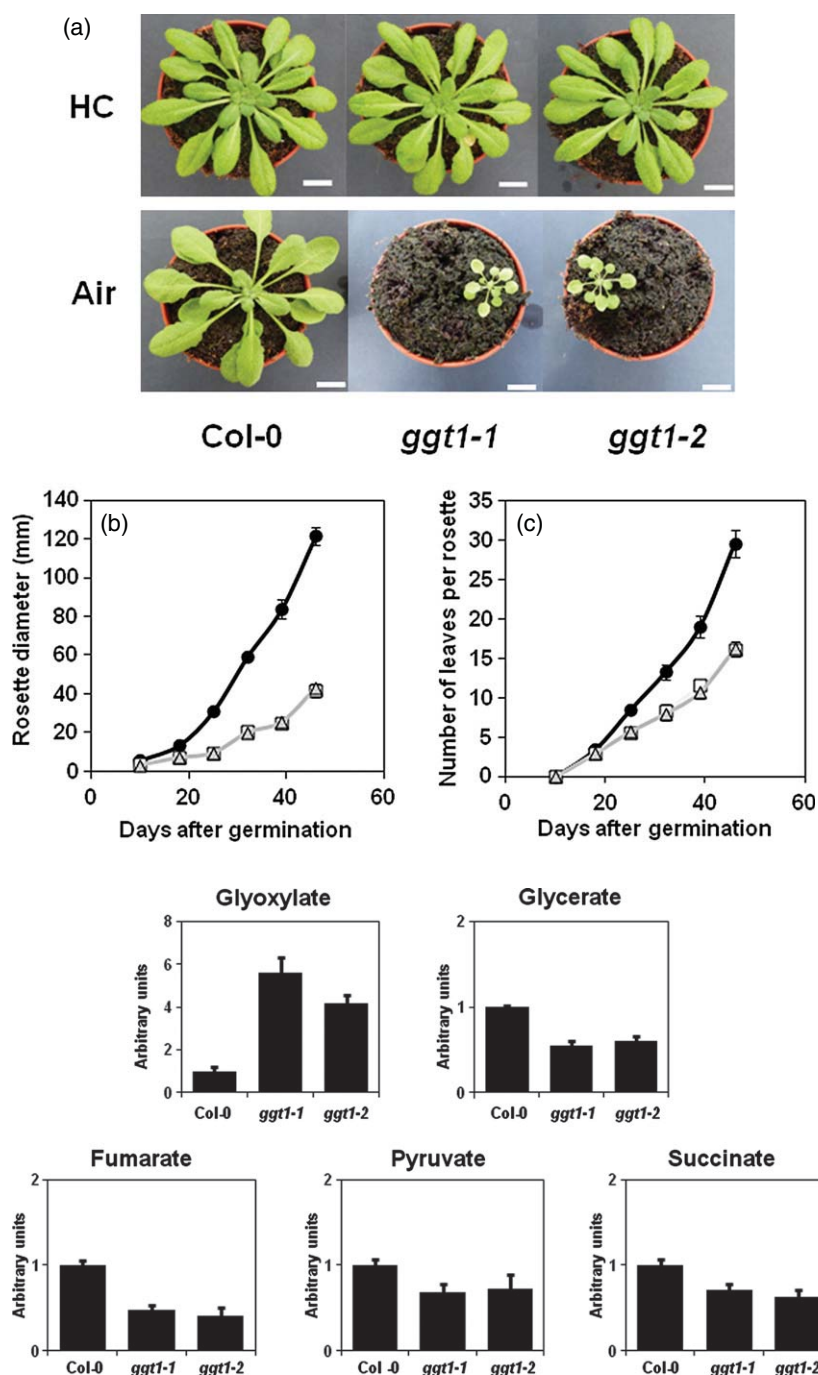 (a)
HC
Air
Col-0 ggt1-1 ggt1-2
(b)
Rosette diameter (mm)
140
120
100
80
60
40
20
0
0 20 40 60
Days after germination
(c)
Number of leaves per rosette
35
30
25
20
15
10
5
0
0 20 40 60
Days after germination
Glyoxylate
Arbitrary units
8
6
4
2
0
Col-0 ggt1-1 ggt1-2
Glycerate
Arbitrary units
2
1
0
Col-0 ggt1-1 ggt1-2
Fumarate
Arbitrary units
2
1
0
Col-0 ggt1-1 ggt1-2
Pyruvate
Arbitrary units
2
1
0
Col -0 ggt1-1 ggt1-2
Succinate
Arbitrary units
2
1
0
Col-0 ggt1-1 ggt1-2